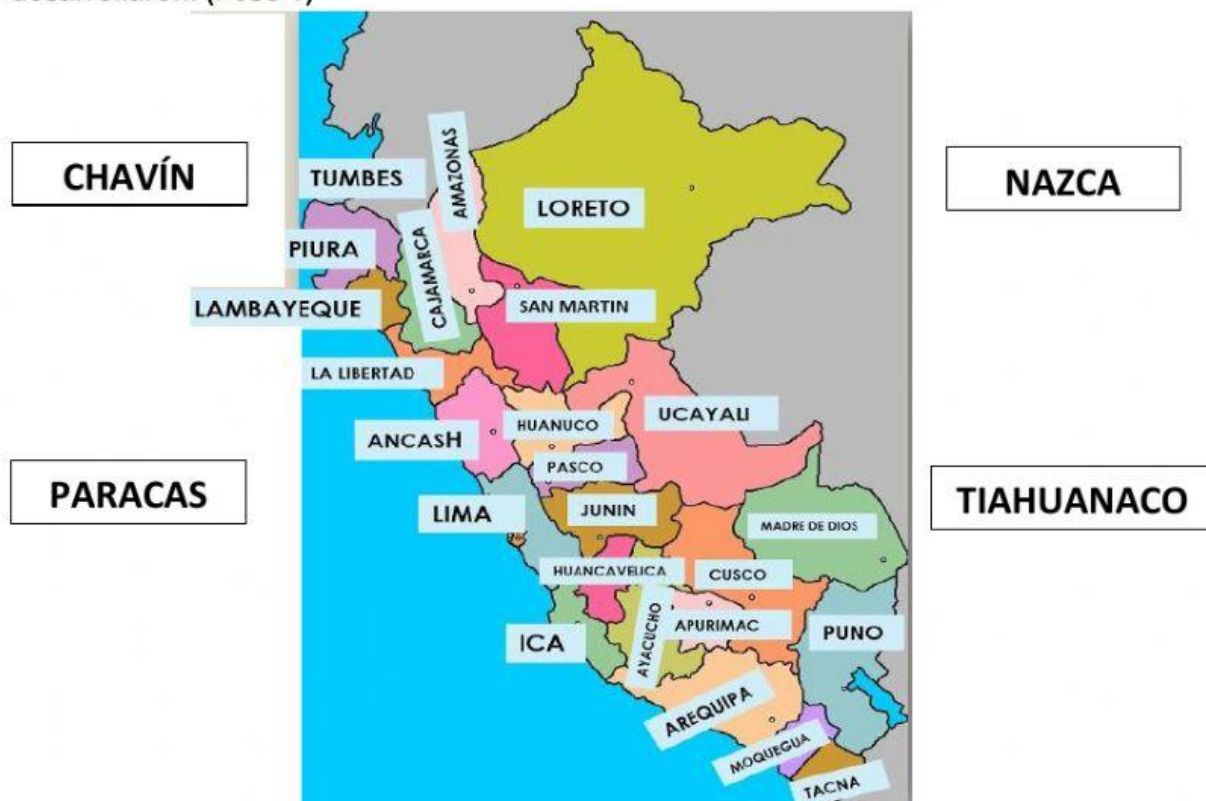 CHAVÍN
NAZCA
TUMBES
AMAZONAS
LORETO
PIURA
CAJAMARCA
LAMBAYEQUE
SAN MARTIN
LA LIBERTAD
UCAYALI
HUANUCO
ANCASH
PASCO
PARACAS
TIAHUANACO
LIMA
JUNIN
MADRE DE DIOS
HUANCAVELICA
CUSCO
AYACUCHO
APURIMAC
PUNO
ICA
AREQUIPA
MOQUEGUA
TACNA